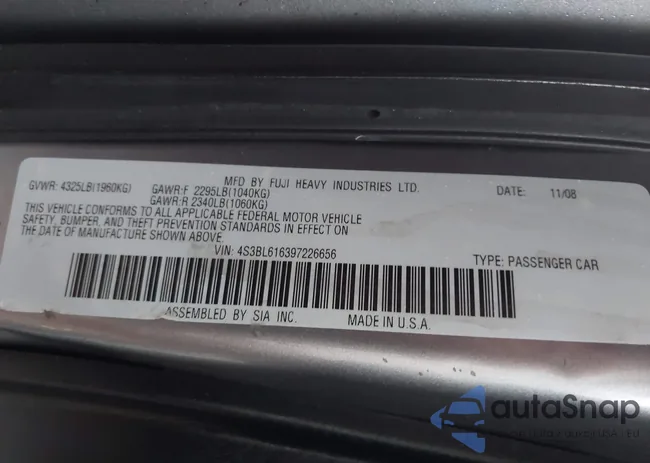 MFD BY FUJI HEAVY INDUSTRIES LTD. DATE: 11/08
GVWR: 4325LB(1960KG) GAWR:F 2295LB(1040KG)
GAWR:R 2340LB(1060KG)
THIS VEHICLE CONFORMS TO ALL APPLICABLE FEDERAL MOTOR VEHICLE
SAFETY, BUMPER, AND THEFT PREVENTION STANDARDS IN EFFECT ON
THE DATE OF MANUFACTURE SHOWN ABOVE.
VIN: 4S3BL616397226656 TYPE: PASSENGER CAR
ASSEMBLED BY SIA INC. MADE IN U.S.A.
autaSnap